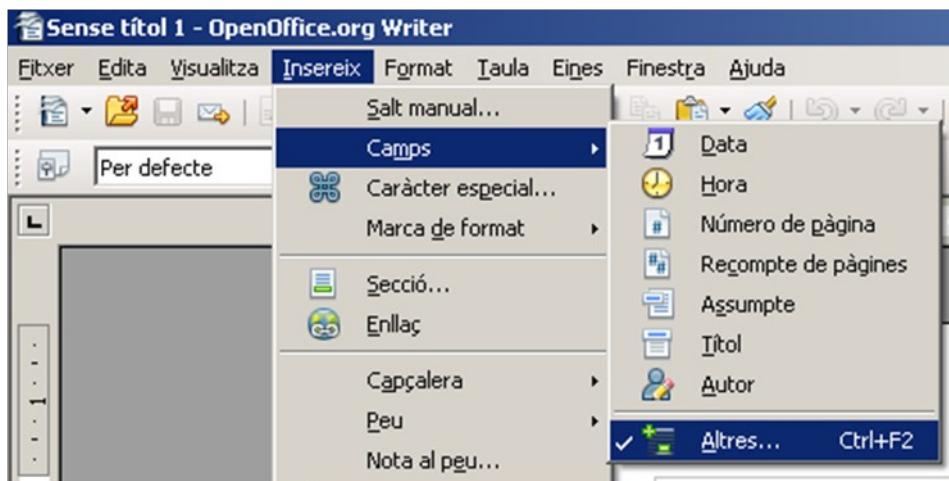 Sense títol 1 - OpenOffice.org Writer
Fitxer Edita Visualitza Insereix Format Taula Eines Finestra Ajuda
Per defecte
Salt manual...
Camps
Caràcter especial...
Marca de format
Secció...
Enllaç
Capçalera
Peu
Nota al peu...
Data
Hora
Número de pàgina
Recompte de pàgines
Assumpte
Títol
Autor
Altres... Ctrl+F2
1